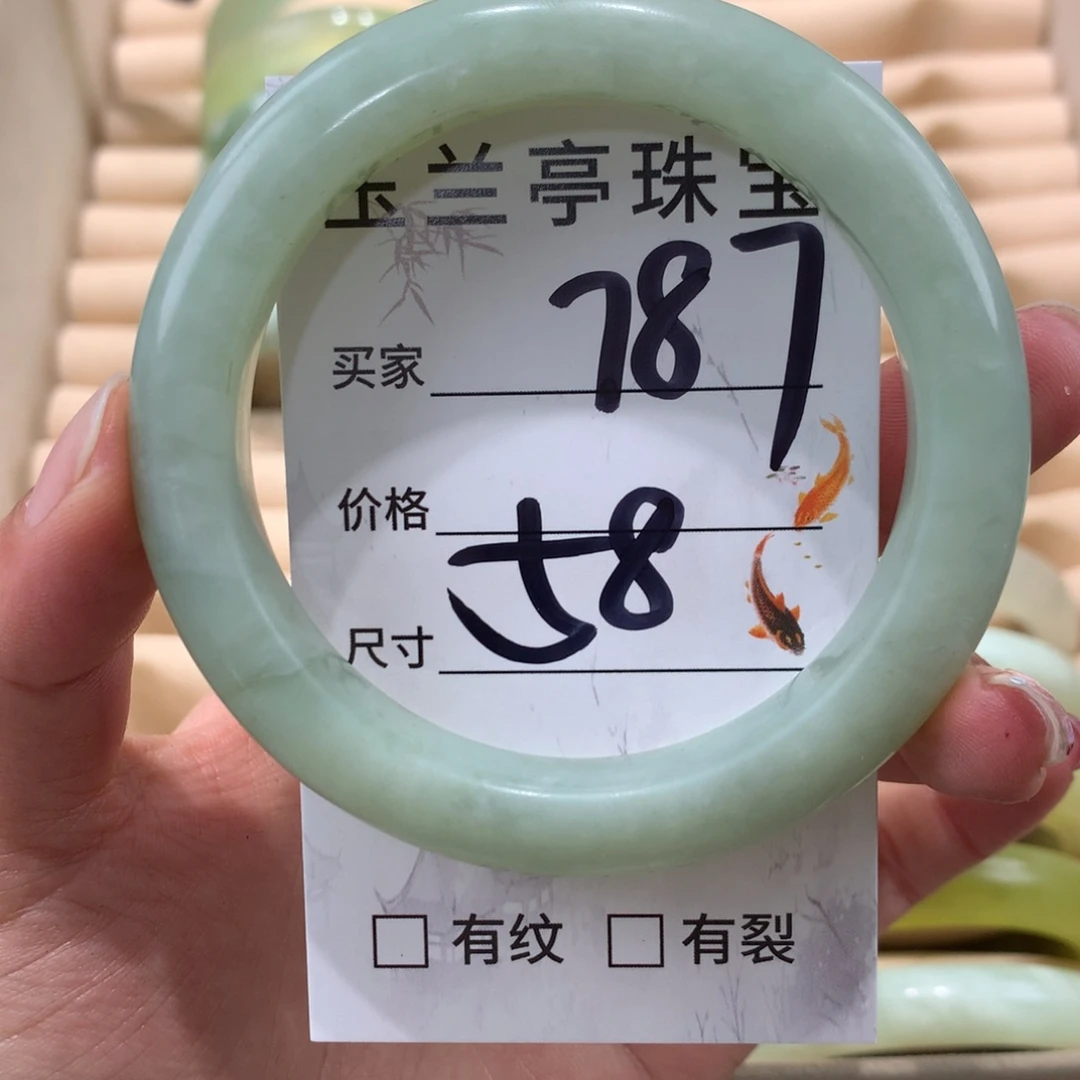 玉兰亭珠宝
买家 787
价格
58
尺寸
有纹 有裂